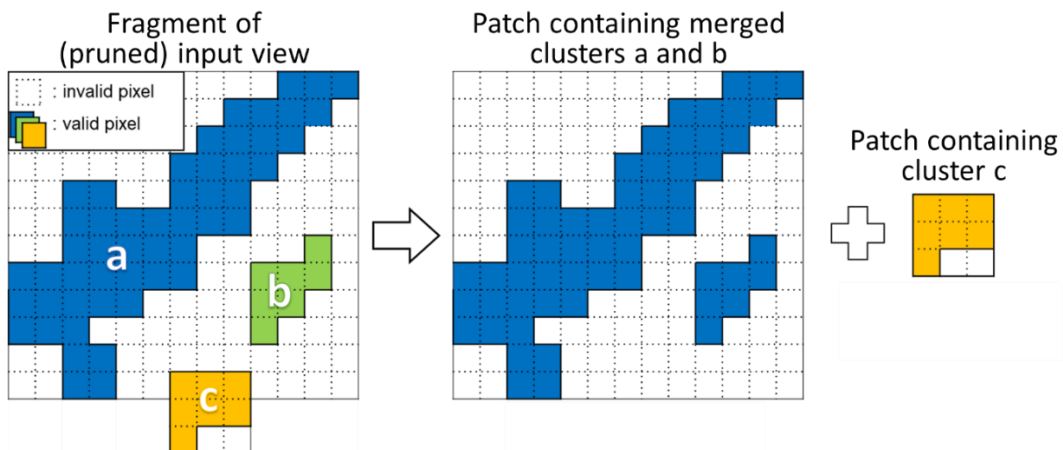 Fragment of
(pruned) input view
: invalid pixel
: valid pixel
a
b
c
Patch containing merged
clusters a and b
Patch containing
cluster c